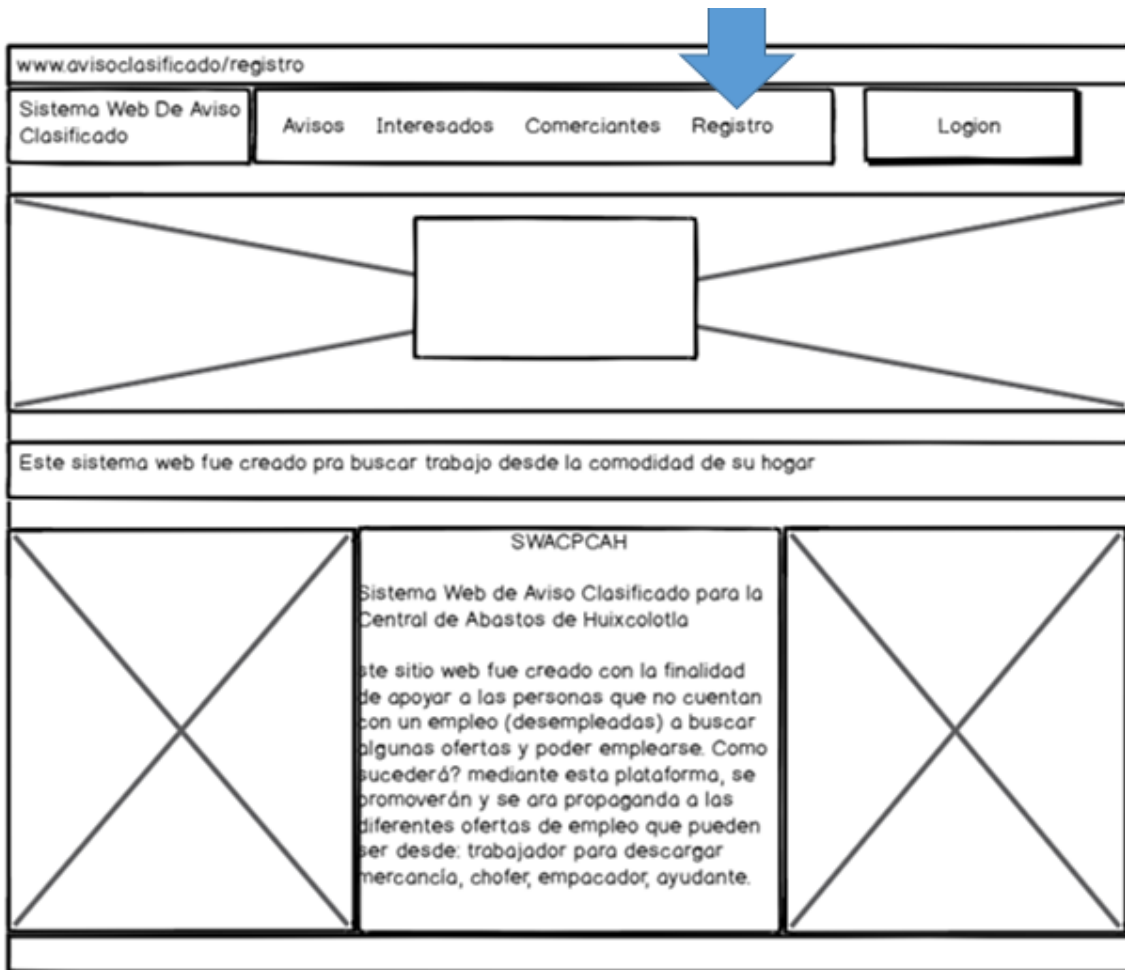 www.avisoclasificado/registro
Sistema Web De Aviso
Clasificado
Avisos Interesados Comerciantes Registro
Logion
Este sistema web fue creado pra buscar trabajo desde la comodidad de su hogar
SWACPCAH
Sistema Web de Aviso Clasificado para la
Central de Abastos de Huixcolotla
ste sitio web fue creado con la finalidad
de apoyar a las personas que no cuentan
con un empleo (desempleadas) a buscar
algunas ofertas y poder emplearse. Como
sucederá? mediante esta plataforma, se
promoverán y se ara propaganda a las
diferentes ofertas de empleo que pueden
ser desde: trabajador para descargar
mercancía, chofer, empacador, ayudante.